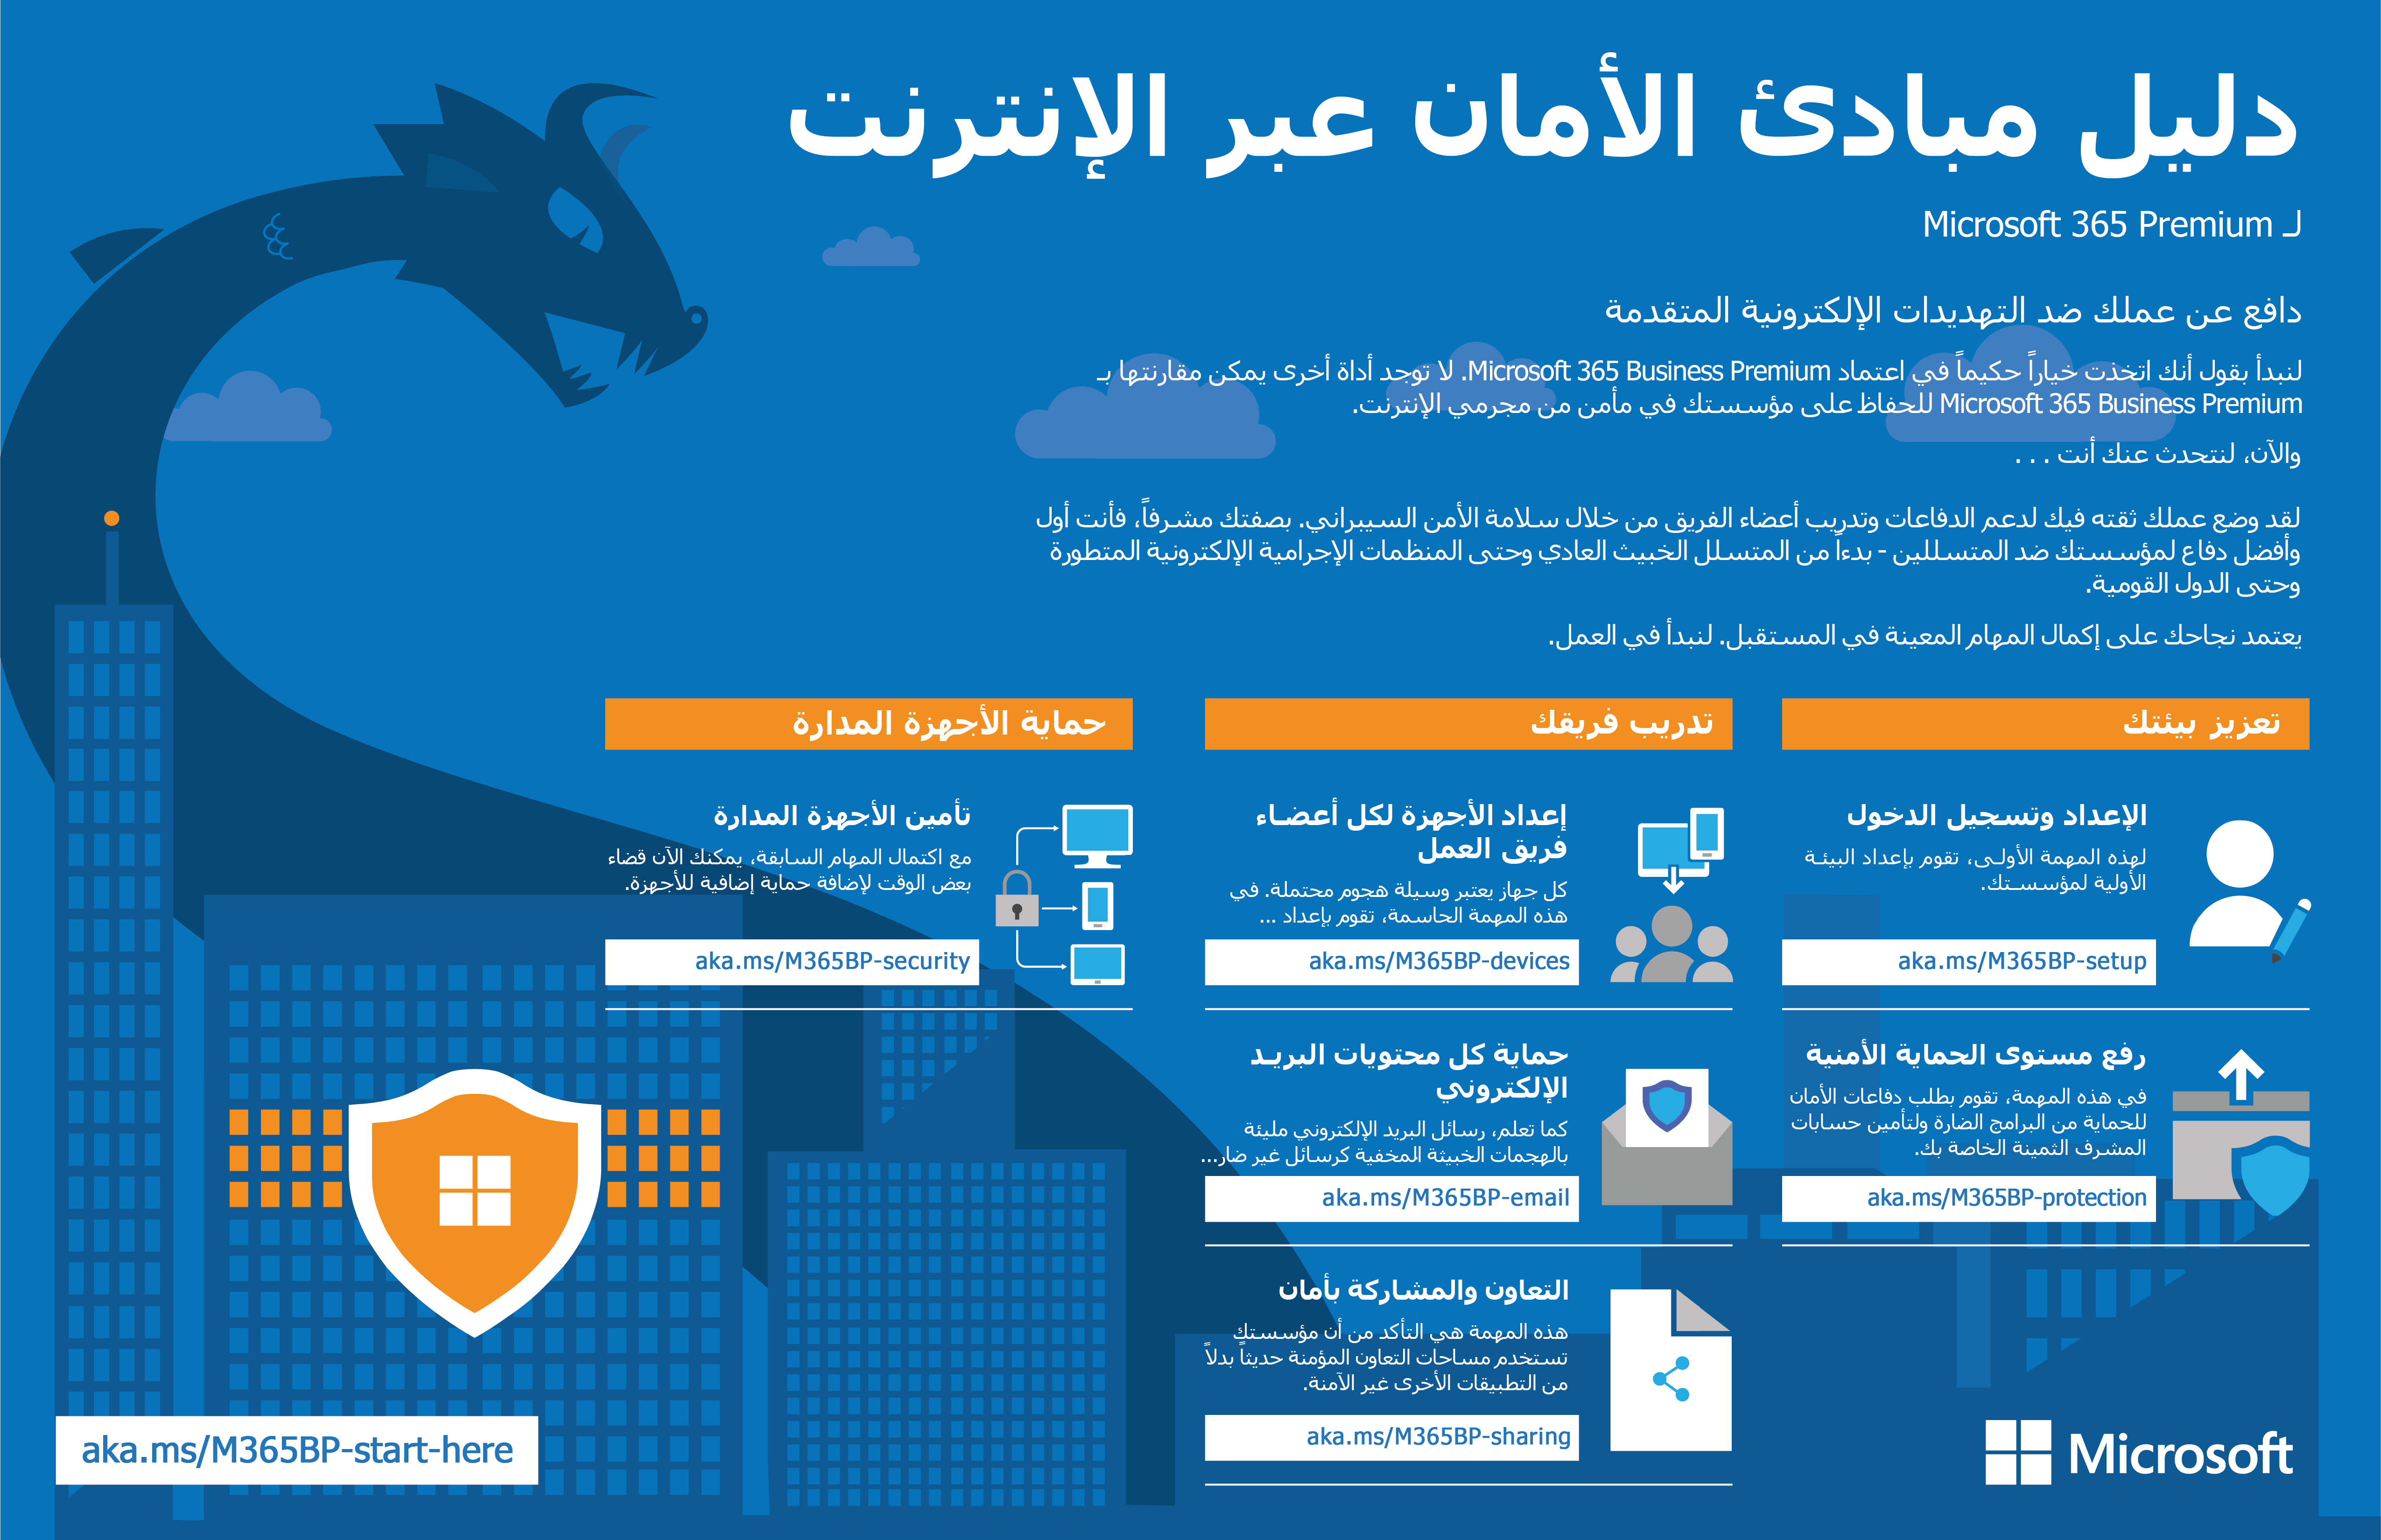 دليل مبادئ الأمان عبر الإنترنت
لـ Microsoft 365 Premium
دافع عن عملك ضد التهديدات الإلكترونية المتقدمة
لنبدأ بقول أنك اتخذت خياراً حكيماً في اعتماد Microsoft 365 Business Premium. لا توجد أداة أخرى يمكن مقارنتها بـ
Microsoft 365 Business Premium للحفاظ على مؤسستك في مأمن من مجرمي الإنترنت.
والآن، لنتحدث عنك أنت . . .
لقد وضع عملك ثقته فيك لدعم الدفاعات وتدريب أعضاء الفريق من خلال سلامة الأمن السيبراني. بصفتك مشرفاً، فأنت أول
وأفضل دفاع لمؤسستك ضد المتسللين - بدءاً من المتسلل الخبيث العادي وحتى المنظمات الإجرامية الإلكترونية المتطورة
وحتى الدول القومية.
يعتمد نجاحك على إكمال المهام المعينة في المستقبل. لنبدأ في العمل.
تعزيز بيئتك
الإعداد وتسجيل الدخول
لهذه المهمة الأولى، تقوم بإعداد البيئة
الأولية لمؤسستك.
aka.ms/M365BP-setup
رفع مستوى الحماية الأمنية
في هذه المهمة، تقوم بطلب دفاعات الأمان
للحماية من البرامج الضارة ولتأمين حسابات
المشرف الثمينة الخاصة بك.
aka.ms/M365BP-protection
تدريب فريقك
إعداد الأجهزة لكل أعضاء
فريق العمل
كل جهاز يعتبر وسيلة هجوم محتملة. في
هذه المهمة الحاسمة، تقوم بإعداد ...
aka.ms/M365BP-devices
حماية كل محتويات البريد
الإلكتروني
كما تعلم، رسائل البريد الإلكتروني مليئة
بالهجمات الخبيثة المخفية كرسائل غير ضار...
aka.ms/M365BP-email
التعاون والمشاركة بأمان
هذه المهمة هي التأكد من أن مؤسستك
تستخدم مساحات التعاون المؤمنة حديثاً بدلاً
من التطبيقات الأخرى غير الآمنة.
aka.ms/M365BP-sharing
حماية الأجهزة المدارة
تأمين الأجهزة المدارة
مع اكتمال المهام السابقة، يمكنك الآن قضاء
بعض الوقت لإضافة حماية إضافية للأجهزة.
aka.ms/M365BP-security
aka.ms/M365BP-start-here
Microsoft